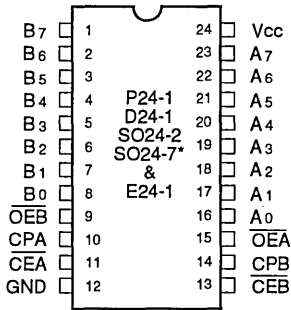 B7 1 24 Vcc
B6 2 23 A7
B5 3 22 A6
B4 4 P24-1 21 A5
B3 5 D24-1 20 A4
B2 6 SO24-2 19 A3
B1 7 SO24-7* 18 A2
B0 8 & 17 A1
OEB 9 E24-1 16 A0
CPA 10 15 OEA
CEA 11 14 CPB
GND 12 13 CEB